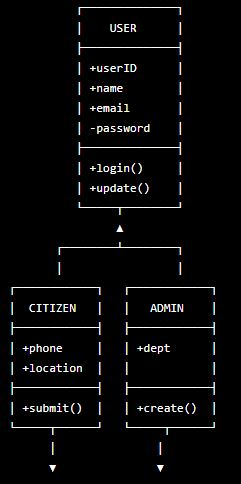 USER
+userID
+name
+email
-password
+login()
+update()
CITIZEN
+phone
+location
+submit()
ADMIN
+dept
+create()